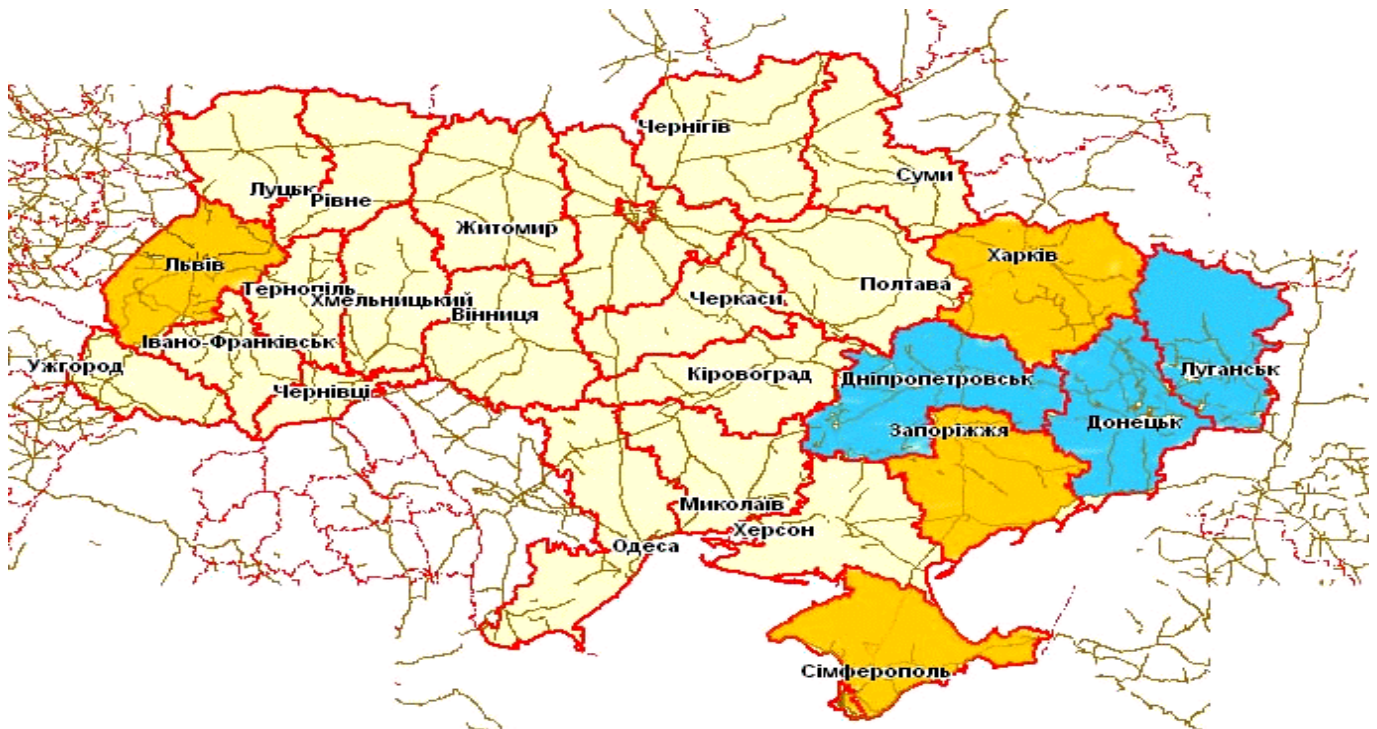 Чернігів
Суми
Луцьк
Рівне
Житомир
Харків
Львів
Полтава
Тернопіль
Хмельницький
Черкаси
Вінниця
Івано-Франківськ
Ужгород
Луганськ
Кіровоград
Дніпропетровськ
Чернівці
Донецьк
Запоріжжя
Миколаїв
Херсон
Одеса
Сімферополь